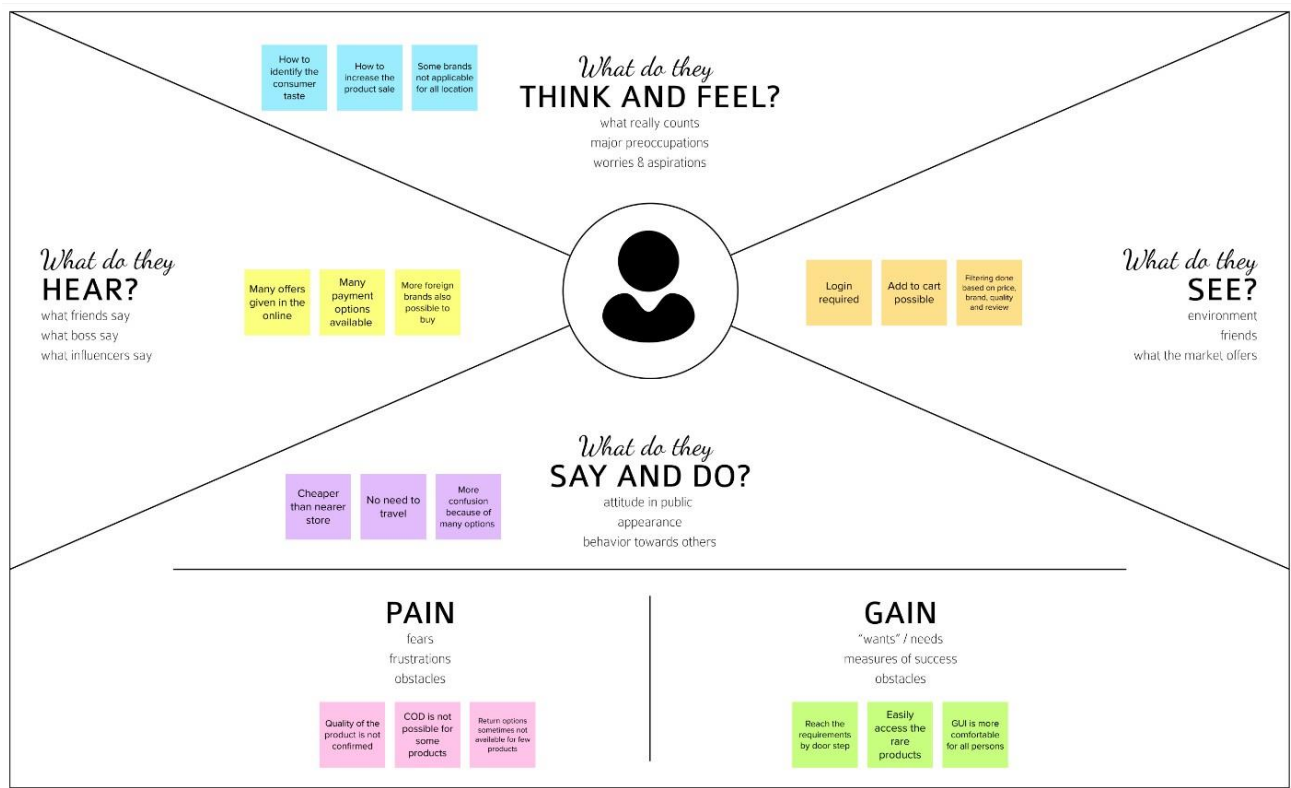 How to
identify the
consumer
taste
How to
increase the
product sale
Some brands
not applicable
for all location
What do they
THINK AND FEEL?
what really counts
major preoccupations
worries & aspirations
What do they
HEAR?
what friends say
what boss say
what influencers say
Many offers
given in the
online
Many
payment
options
available
More foreign
brands also
possible to
buy
Login
required
Add to cart
possible
Filtering done
based on price,
brand, quality
and review
What do they
SEE?
environment
friends
what the market offers
What do they
SAY AND DO?
attitude in public
appearance
behavior towards others
Cheaper
than nearer
store
No need to
travel
More
confusion
because of
many options
PAIN
fears
frustrations
obstacles
Quality of the
product is not
confirmed
COD is not
possible for
some
products
Return options
sometimes not
available for few
products
GAIN
"wants" / needs
measures of success
obstacles
Reach the
requirements
by door step
Easily
access the
rare
products
GUI is more
comfortable
for all persons